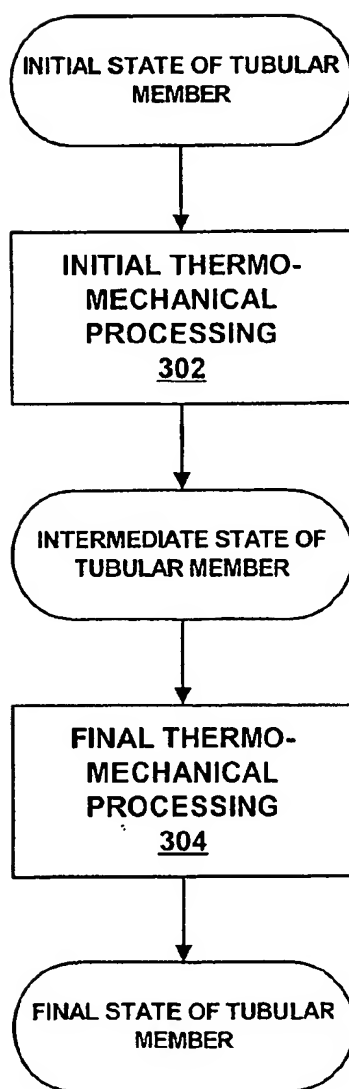 INITIAL STATE OF TUBULAR
MEMBER
INITIAL THERMO-
MECHANICAL
PROCESSING
302
INTERMEDIATE STATE OF
TUBULAR MEMBER
FINAL THERMO-
MECHANICAL
PROCESSING
304
FINAL STATE OF TUBULAR
MEMBER